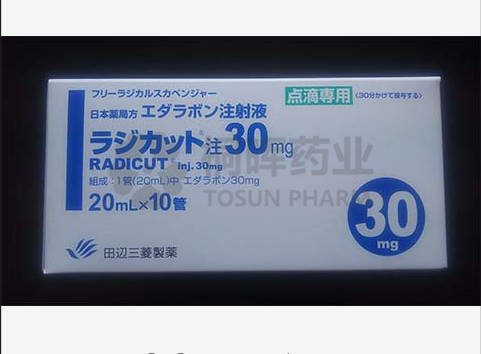 フリーラジカルスカベンジャー
点滴専用
〈30分かけて投与する〉
日本薬局方 エダラボン注射液
ラジカット注30mg
RADICUT inj. 30mg
組成:1管(20mL)中 エダラボン30mg
20mL×10管
30
mg
田辺三菱製薬
药业
TOSUN PHARM